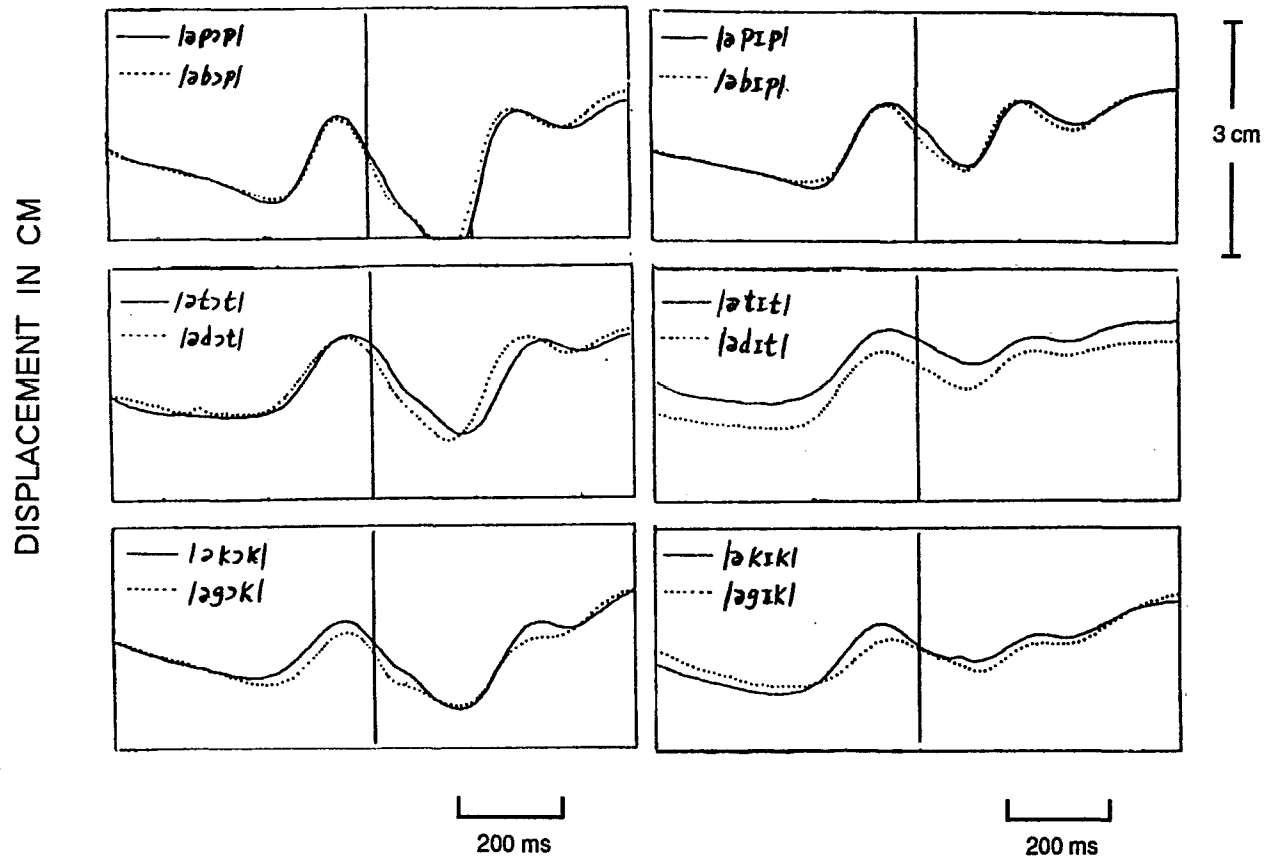 |əpɔp|
|əbɔp|
|əpɪp|
|əbɪp|
3 cm
DISPLACEMENT IN CM
|ətɔt|
|ədɔt|
|ətɪt|
|ədɪt|
|əkɔk|
|əgɔk|
|əkɪk|
|əgɪk|
200 ms
200 ms